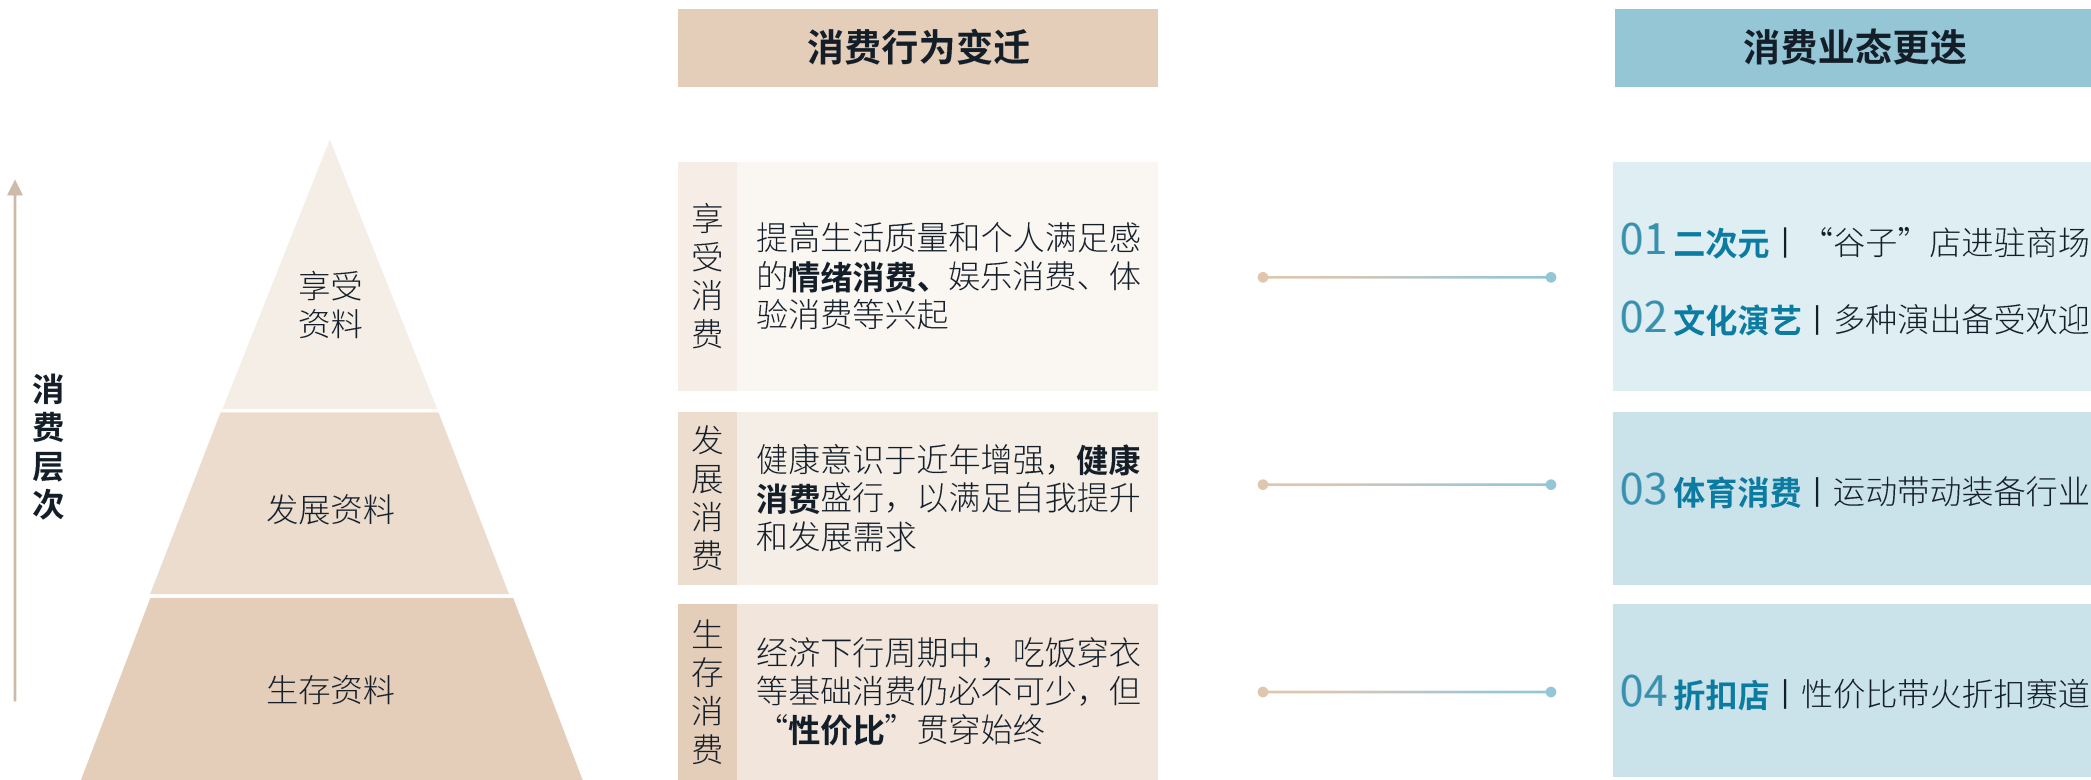 消费行为变迁
消费业态更迭
消费层次
享受
资料
发展资料
生存资料
享受消费
提高生活质量和个人满足感
的情绪消费、娱乐消费、体
验消费等兴起
01 二次元 | “谷子”店进驻商场
02 文化演艺 | 多种演出备受欢迎
发展消费
健康意识于近年增强，健康
消费盛行，以满足自我提升
和发展需求
03 体育消费 | 运动带动装备行业
生存消费
经济下行周期中，吃饭穿衣
等基础消费仍必不可少，但
“性价比”贯穿始终
04 折扣店 | 性价比带火折扣赛道